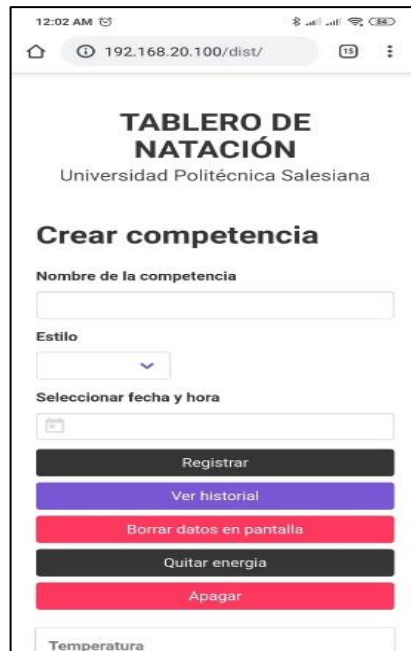 12:02 AM
84
192.168.20.100/dist/
15
TABLERO DE
NATACIÓN
Universidad Politécnica Salesiana
Crear competencia
Nombre de la competencia
Estilo
Seleccionar fecha y hora
Registrar
Ver historial
Borrar datos en pantalla
Quitar energia
Apagar
Temperatura